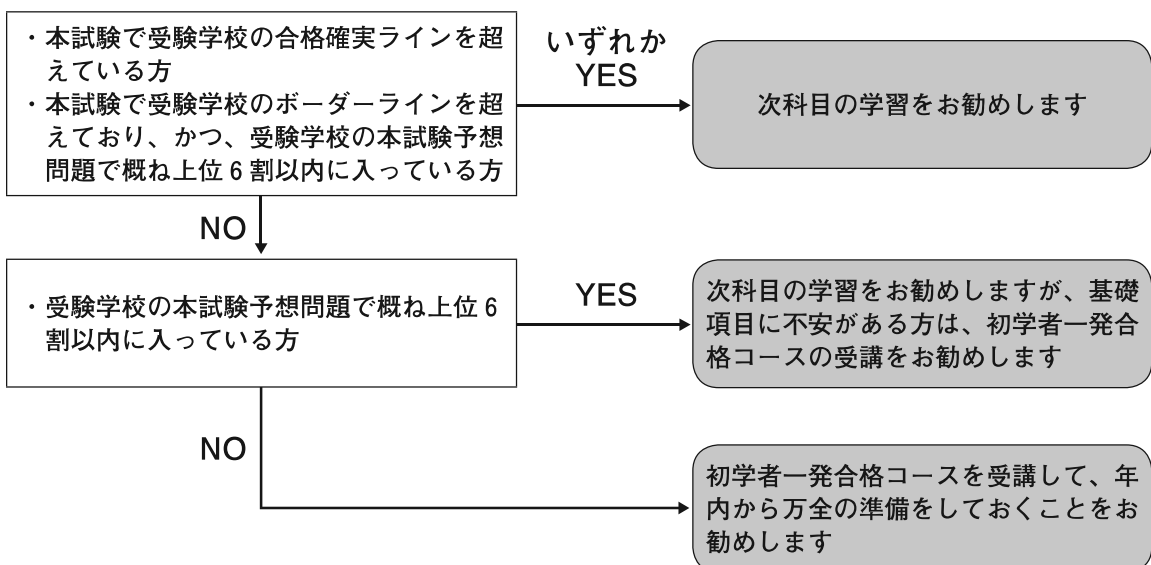 ・本試験で受験学校の合格確実ラインを超
えている方
・本試験で受験学校のボーダーラインを超
えており、かつ、受験学校の本試験予想
問題で概ね上位6割以内に入っている方
いずれか
YES
次科目の学習をお勧めします
NO
・受験学校の本試験予想問題で概ね上位6
割以内に入っている方
YES
次科目の学習をお勧めしますが、基礎
項目に不安がある方は、初学者一発合
格コースの受講をお勧めします
NO
初学者一発合格コースを受講して、年
内から万全の準備をしておくことをお
勧めします